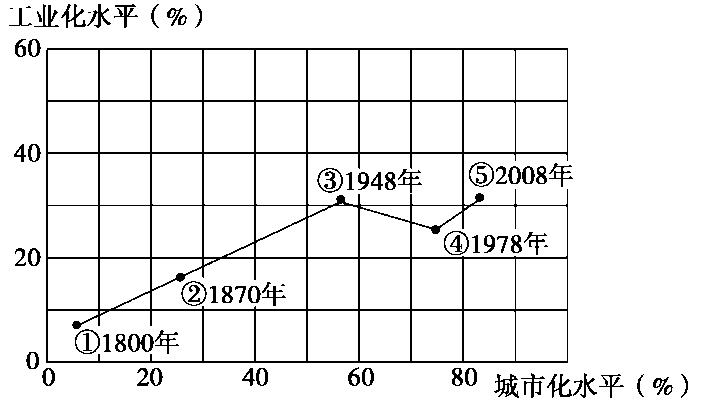 工业化水平（%）
60
40
③1948年
⑤2008年
20
④1978年
②1870年
①1800年
0
0 20 40 60 80 城市化水平（%）